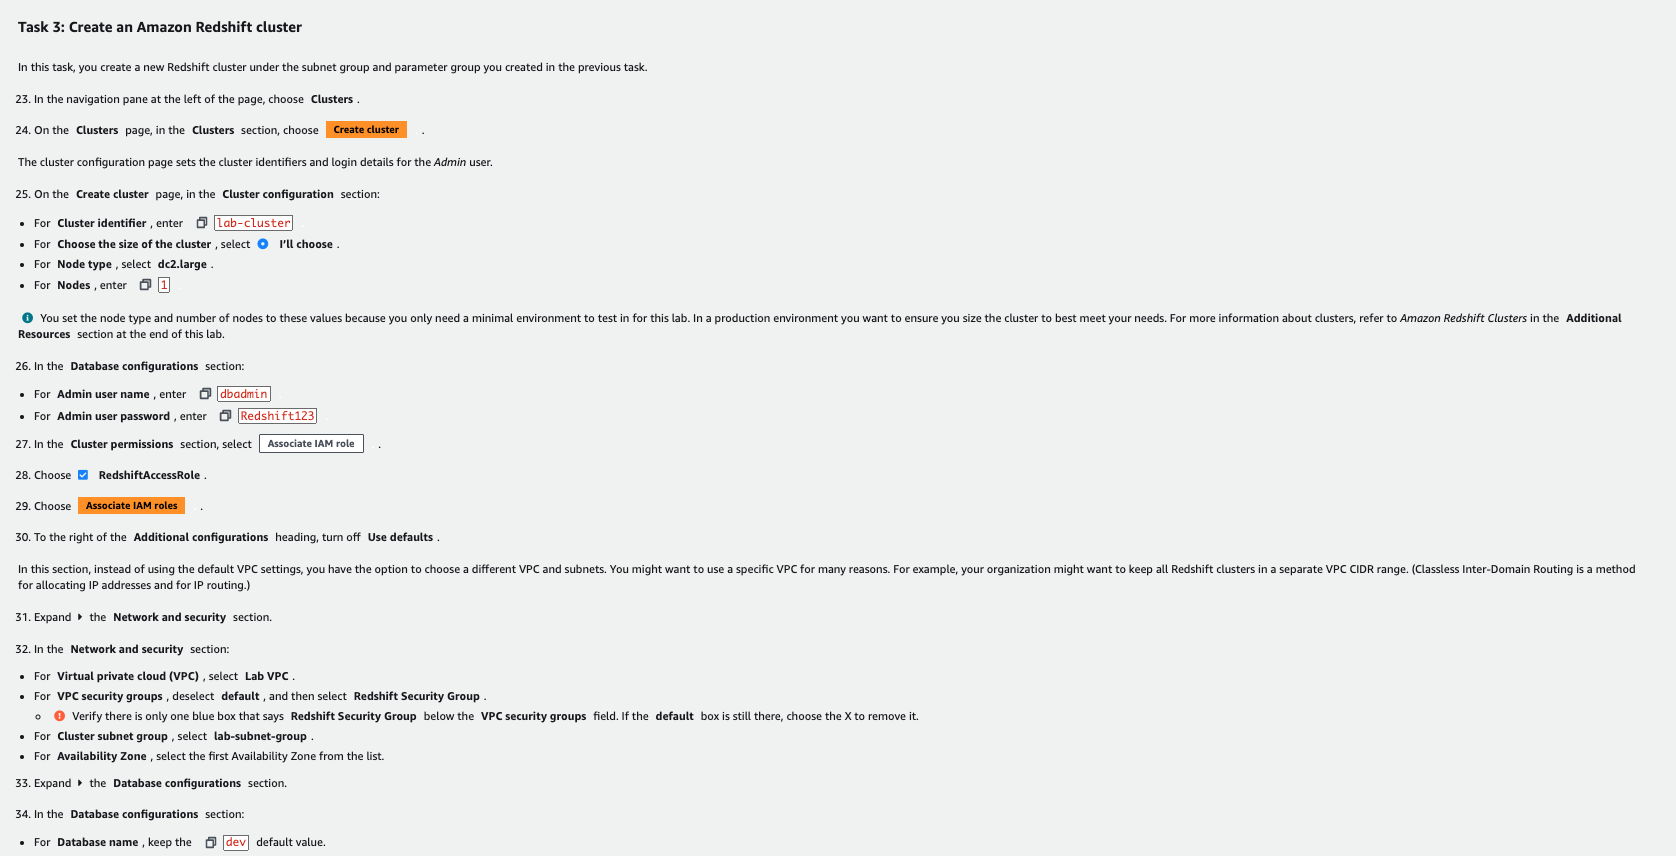 Task 3: Create an Amazon Redshift cluster
In this task, you create a new Redshift cluster under the subnet group and parameter group you created in the previous task.
23. In the navigation pane at the left of the page, choose Clusters .
24. On the Clusters page, in the Clusters section, choose Create cluster .
The cluster configuration page sets the cluster identifiers and login details for the Admin user.
25. On the Create cluster page, in the Cluster configuration section:
• For Cluster identifier , enter lab-cluster
• For Choose the size of the cluster , select I'll choose .
• For Node type , select dc2.large .
• For Nodes , enter 1
You set the node type and number of nodes to these values because you only need a minimal environment to test in for this lab. In a production environment you want to ensure you size the cluster to best meet your needs. For more information about clusters, refer to Amazon Redshift Clusters in the Additional
Resources section at the end of this lab.
26. In the Database configurations section:
• For Admin user name , enter dbadmin
• For Admin user password , enter Redshift123
27. In the Cluster permissions section, select Associate IAM role .
28. Choose RedshiftAccessRole .
29. Choose Associate IAM roles .
30. To the right of the Additional configurations heading, turn off Use defaults .
In this section, instead of using the default VPC settings, you have the option to choose a different VPC and subnets. You might want to use a specific VPC for many reasons. For example, your organization might want to keep all Redshift clusters in a separate VPC CIDR range. (Classless Inter-Domain Routing is a method
for allocating IP addresses and for IP routing.)
31. Expand the Network and security section.
32. In the Network and security section:
• For Virtual private cloud (VPC) , select Lab VPC .
• For VPC security groups , deselect default , and then select Redshift Security Group .
Verify there is only one blue box that says Redshift Security Group below the VPC security groups field. If the default box is still there, choose the X to remove it.
• For Cluster subnet group , select lab-subnet-group .
• For Availability Zone , select the first Availability Zone from the list.
33. Expand the Database configurations section.
34. In the Database configurations section:
• For Database name , keep the dev default value.